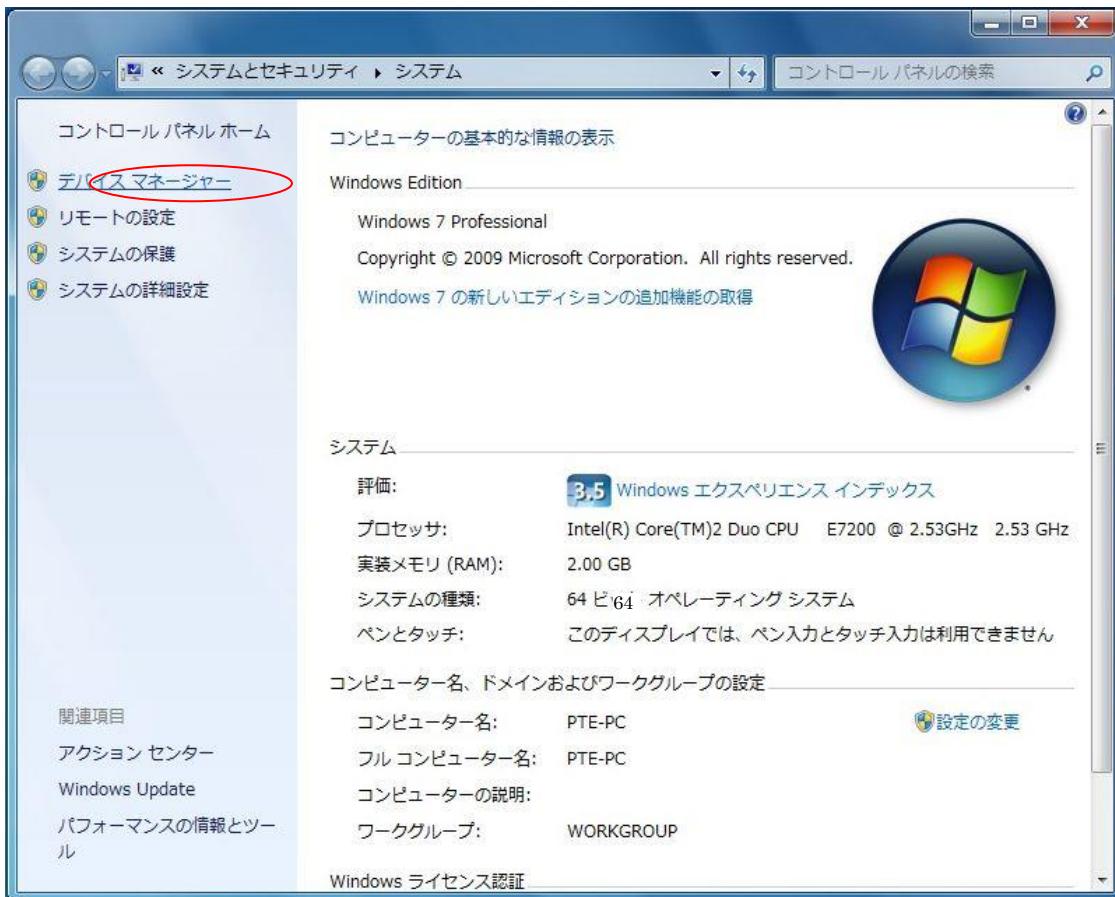 « システムとセキュリティ ▸ システム
コントロール パネルの検索
コントロール パネル ホーム
デバイス マネージャー
リモートの設定
システムの保護
システムの詳細設定
コンピューターの基本的な情報の表示
Windows Edition
Windows 7 Professional
Copyright © 2009 Microsoft Corporation. All rights reserved.
Windows 7 の新しいエディションの追加機能の取得
システム
評価: 3.5 Windows エクスペリエンス インデックス
プロセッサ: Intel(R) Core(TM)2 Duo CPU E7200 @ 2.53GHz 2.53 GHz
実装メモリ (RAM): 2.00 GB
システムの種類: 64 ビ 64 オペレーティング システム
ペンとタッチ: このディスプレイでは、ペン入力とタッチ入力は利用できません
コンピューター名、ドメインおよびワークグループの設定
コンピューター名: PTE-PC 設定の変更
フル コンピューター名: PTE-PC
コンピューターの説明:
ワークグループ: WORKGROUP
Windows ライセンス認証
関連項目
アクション センター
Windows Update
パフォーマンスの情報とツー
ル